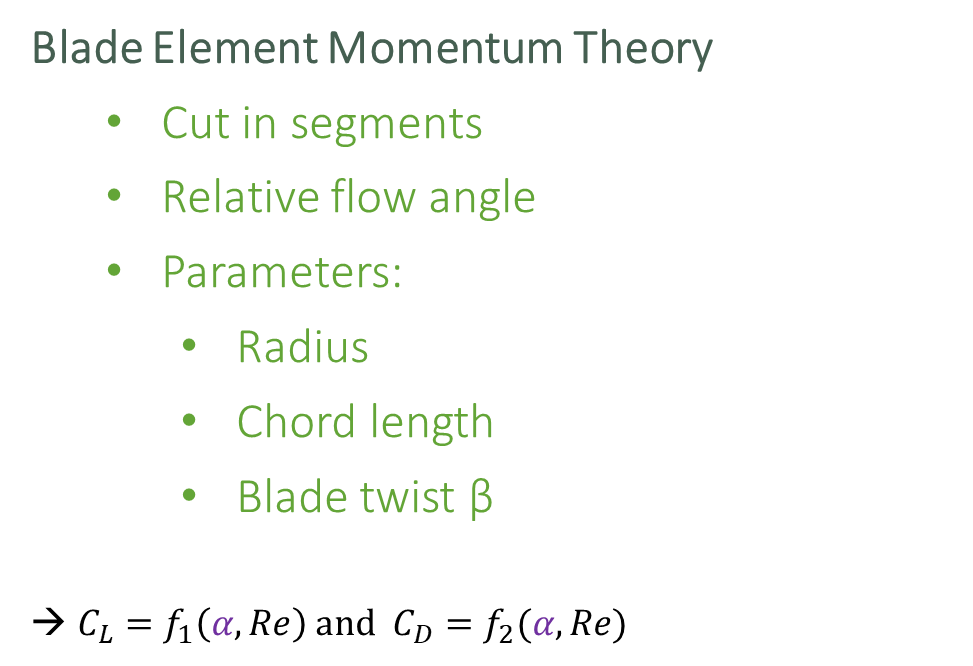 Blade Element Momentum Theory
• Cut in segments
• Relative flow angle
• Parameters:
• Radius
• Chord length
• Blade twist β
→ C_L = f_1(α, Re) and C_D = f_2(α, Re)